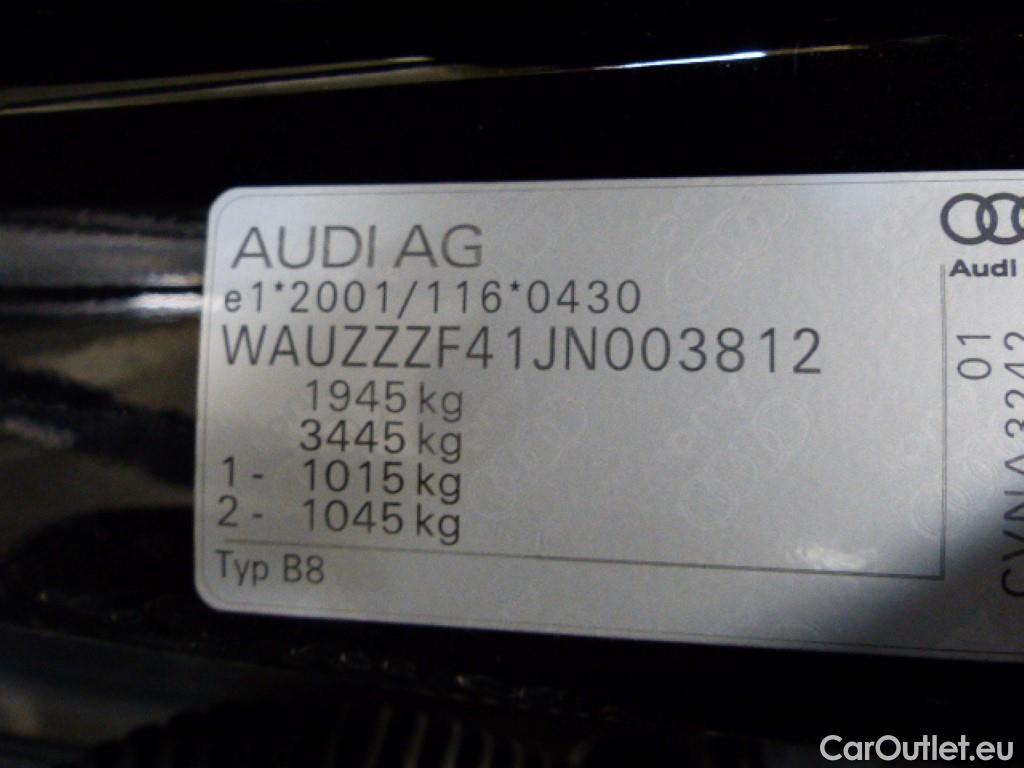 AUDI AG
e1*2001/116*0430
WAUZZZF41JN003812
1945 kg
3445 kg
1 - 1015 kg
2 - 1045 kg
Typ B8
Audi
01
CarOutlet.eu